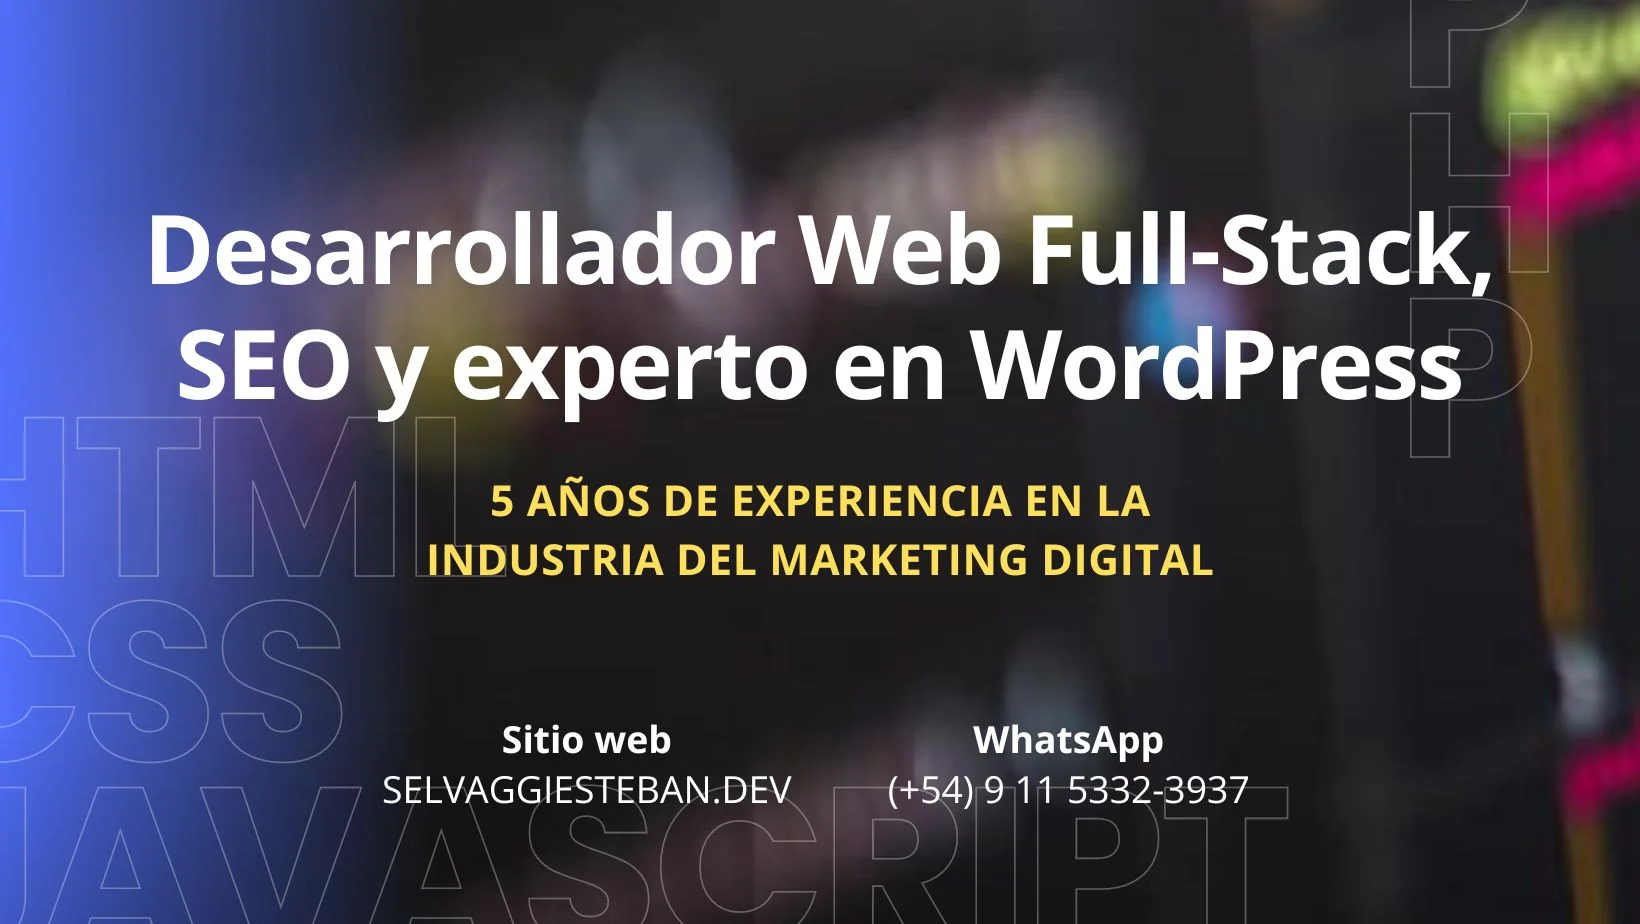 PHP
Desarrollador Web Full-Stack,
SEO y experto en WordPress
HTML
5 AÑOS DE EXPERIENCIA EN LA
INDUSTRIA DEL MARKETING DIGITAL
CSS
Sitio web
SELVAGGIESTEBAN.DEV
WhatsApp
(+54) 9 11 5332-3937
JAVASCRIPT